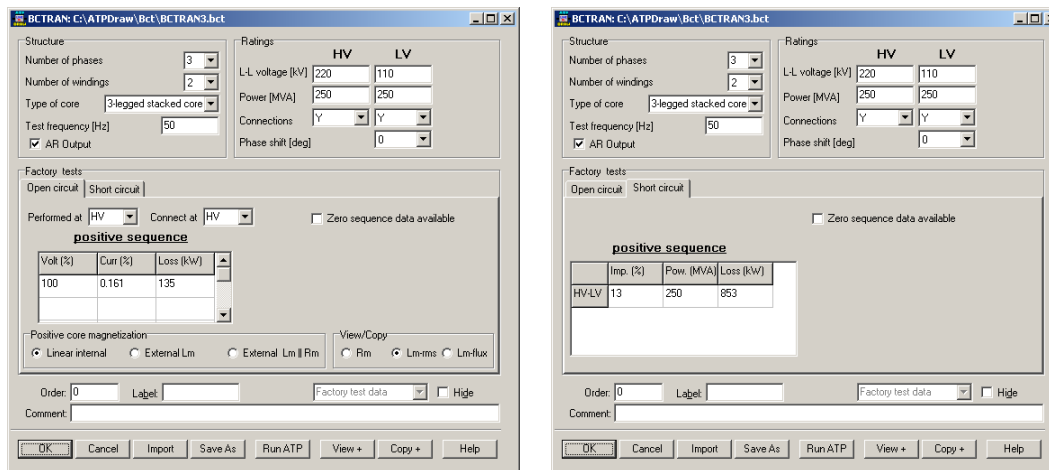 BCTRAN: C:\ATPDraw\Bct\BCTRAN3.bct
Structure
Number of phases 3
Number of windings 2
Type of core 3-legged stacked core
Test frequency [Hz] 50
AR Output
Ratings
HV LV
L-L voltage [kV] 220 110
Power [MVA] 250 250
Connections Y Y
Phase shift [deg] 0
Factory tests
Open circuit Short circuit
Performed at HV Connect at HV Zero sequence data available
positive sequence
Volt (%) Curr (%) Loss (kW)
100 0.161 135
Positive core magnetization
Linear internal External Lm External Lm || Rm
View/Copy
Rm Lm-rms Lm-flux
Order: 0 Label: Factory test data Hide
Comment:
OK Cancel Import Save As Run ATP View + Copy + Help
BCTRAN: C:\ATPDraw\Bct\BCTRAN3.bct
Structure
Number of phases 3
Number of windings 2
Type of core 3-legged stacked core
Test frequency [Hz] 50
AR Output
Ratings
HV LV
L-L voltage [kV] 220 110
Power [MVA] 250 250
Connections Y Y
Phase shift [deg] 0
Factory tests
Open circuit Short circuit
Zero sequence data available
positive sequence
Imp. (%) Pow. (MVA) Loss (kW)
HV-LV 13 250 853
Order: 0 Label: Factory test data Hide
Comment:
OK Cancel Import Save As Run ATP View + Copy + Help